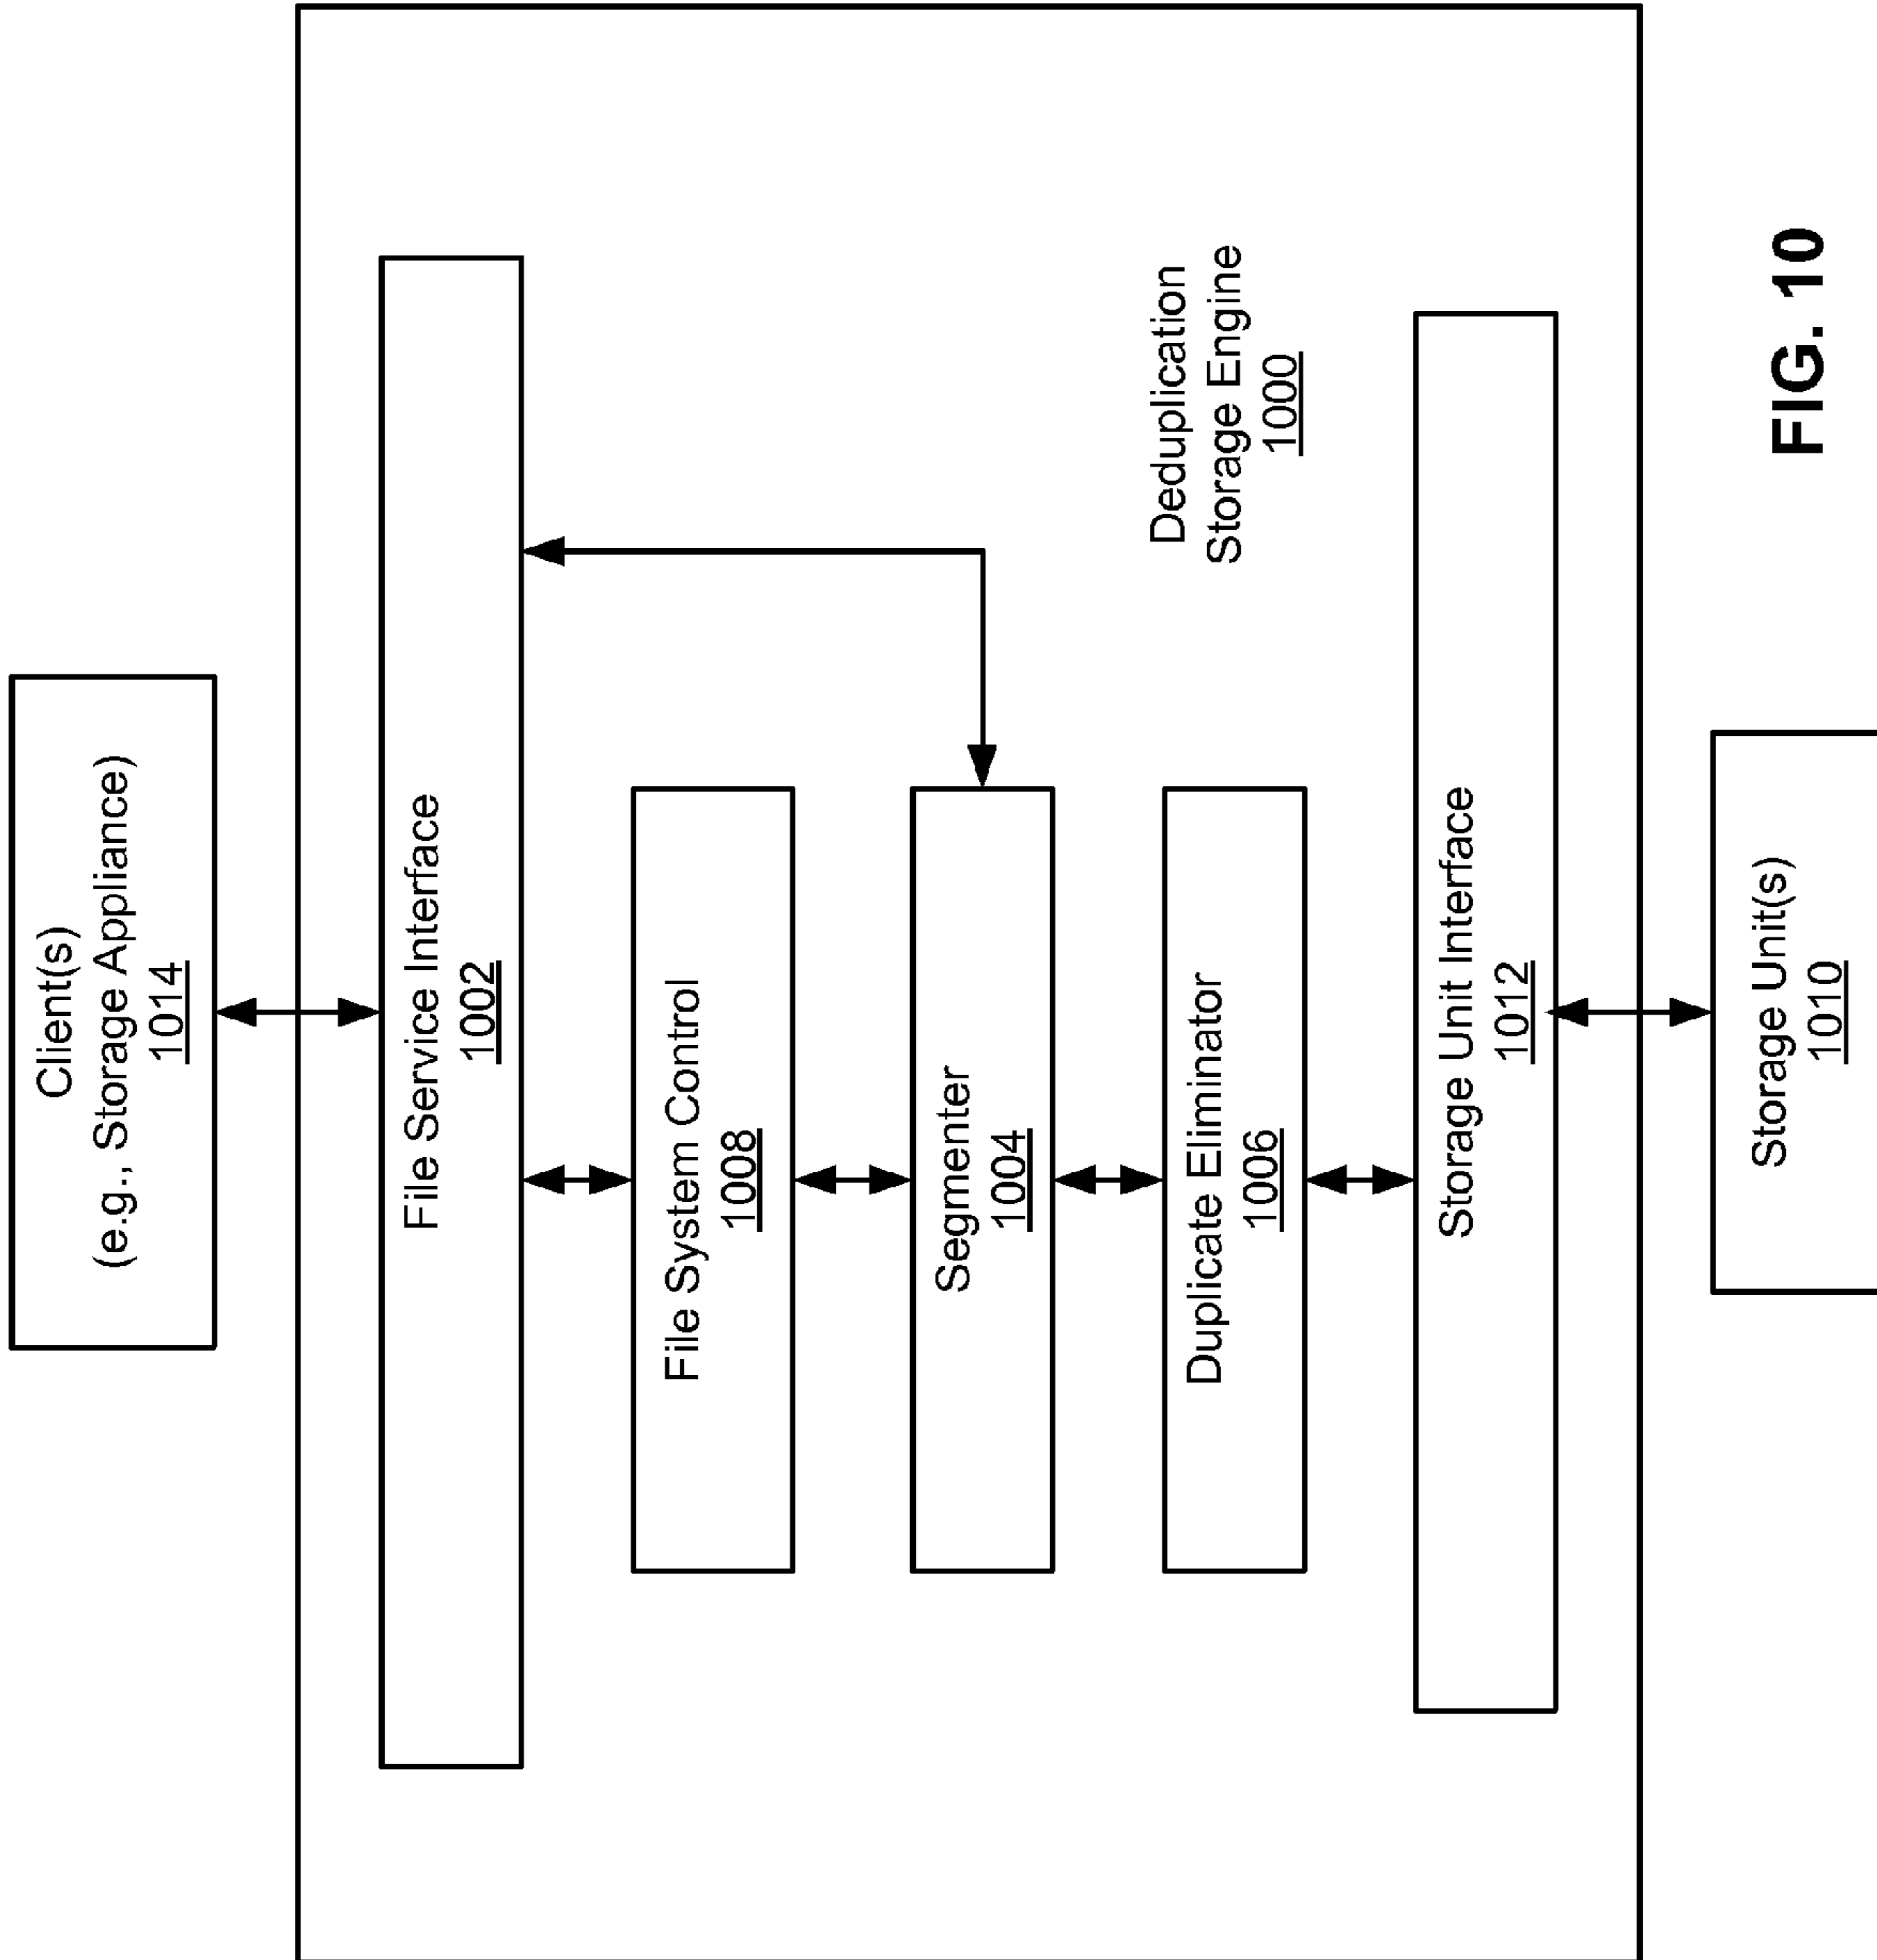 Client(s)
(e.g., Storage Appliance)
1014
File Service Interface
1002
File System Control
1008
Segmenter
1004
Duplicate Eliminator
1006
Deduplication
Storage Engine
1000
Storage Unit Interface
1012
Storage Unit(s)
1010
FIG. 10